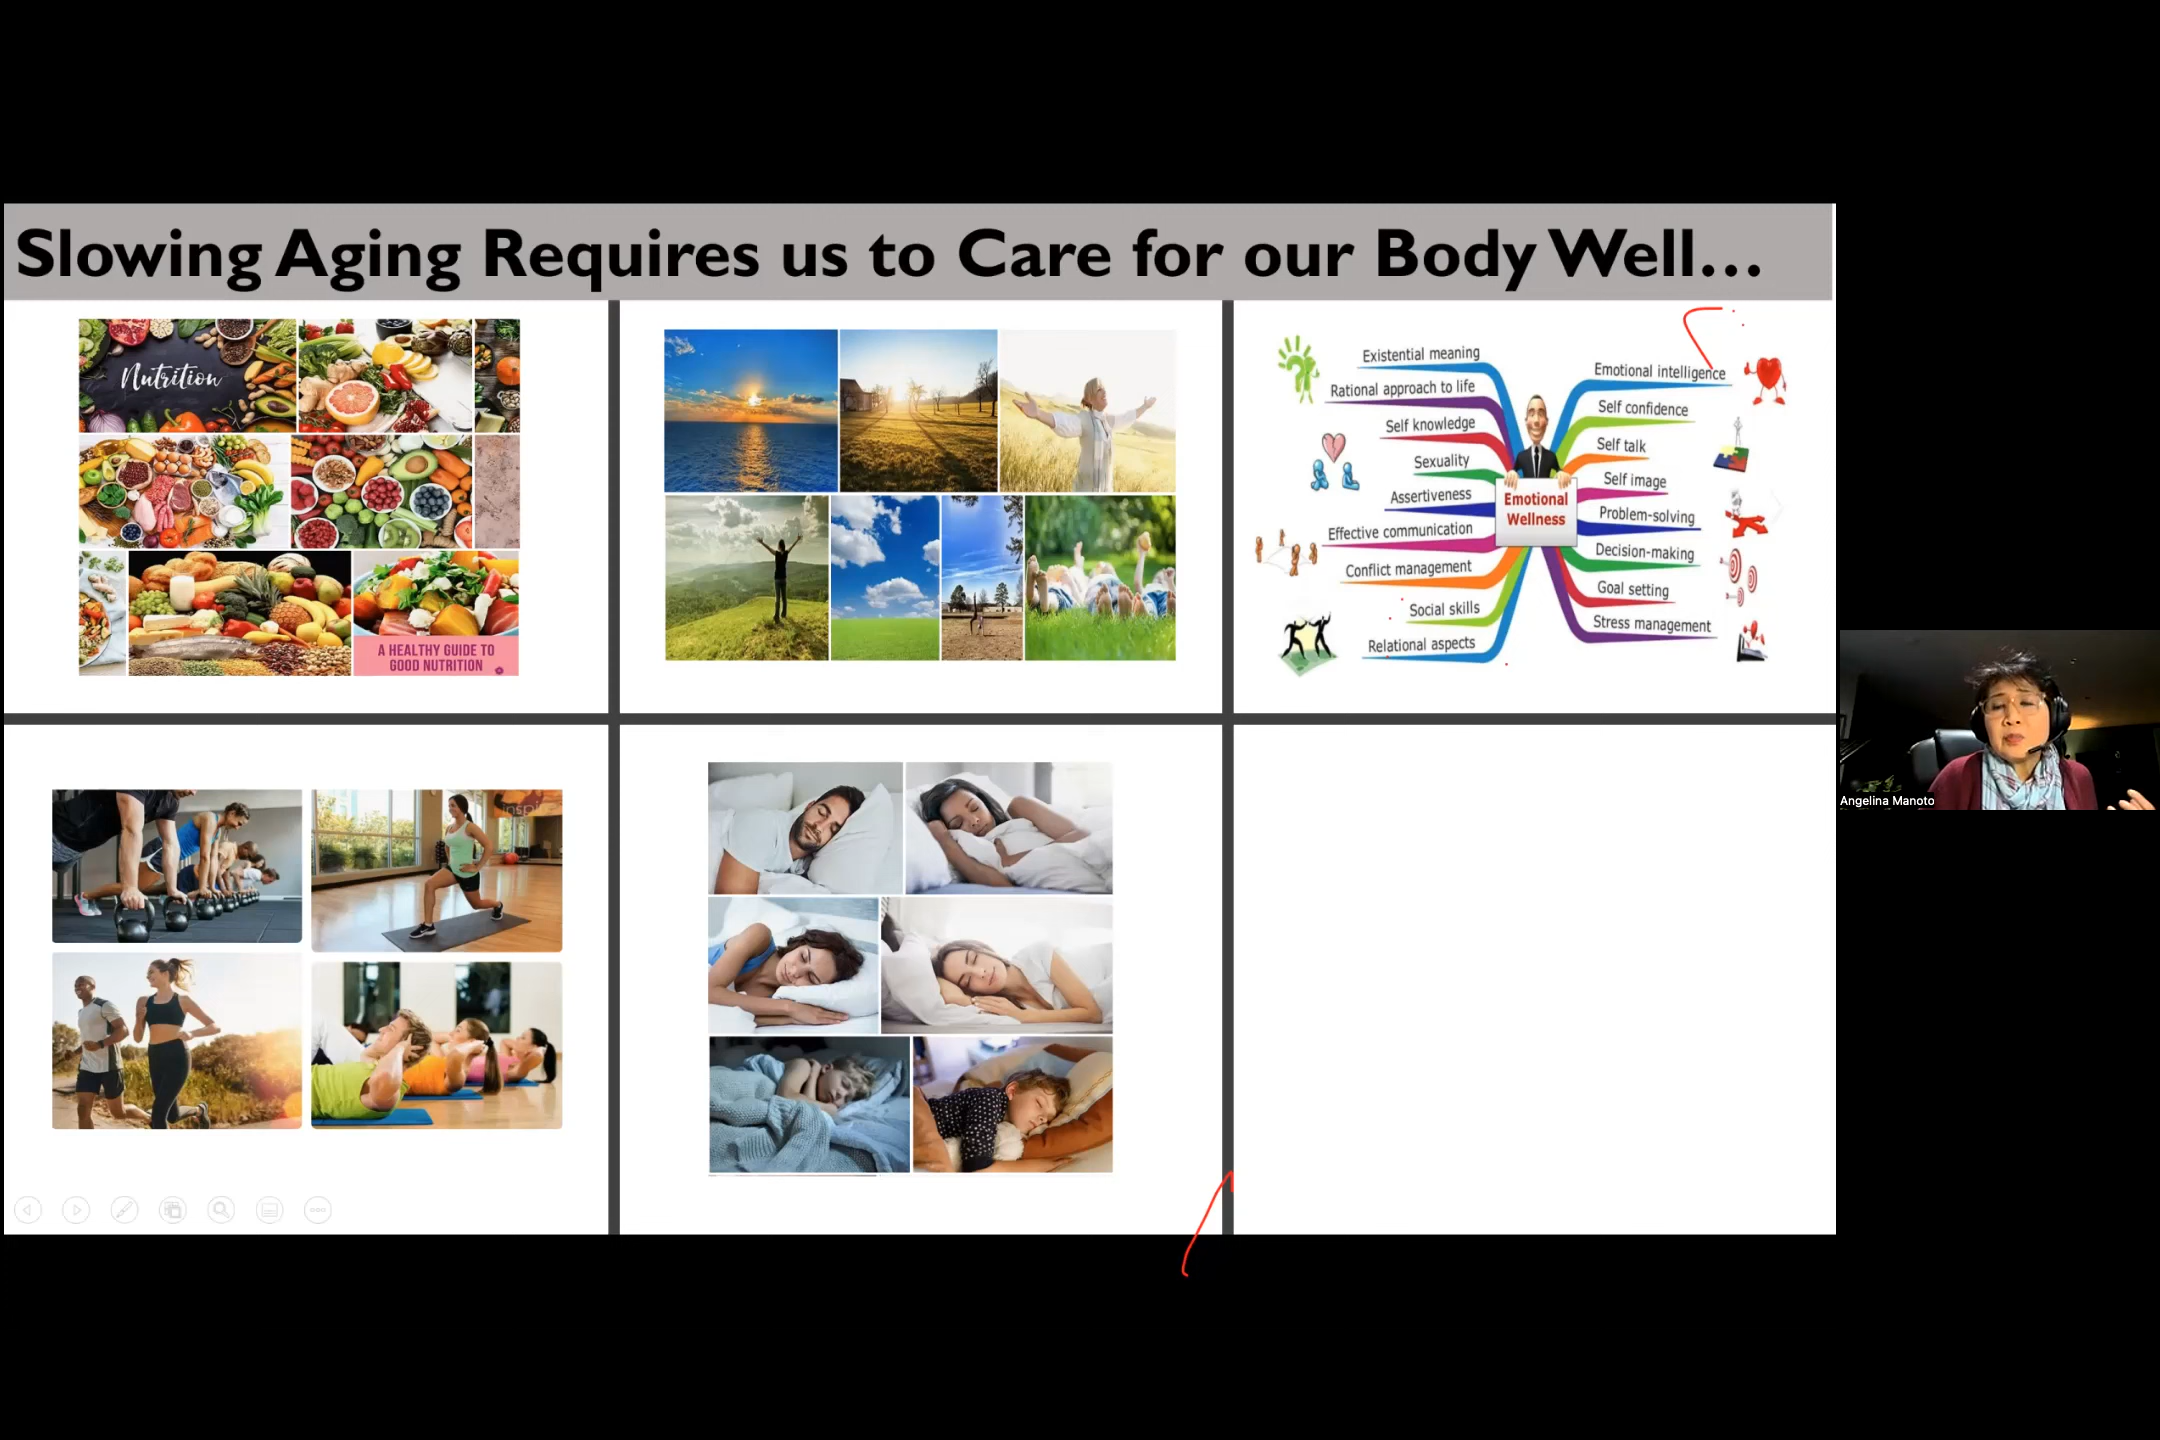 Slowing Aging Requires us to Care for our Body Well...
Nutrition
A HEALTHY GUIDE TO
GOOD NUTRITION
Existential meaning
Rational approach to life
Self knowledge
Sexuality
Assertiveness
Effective communication
Conflict management
Social skills
Relational aspects
Emotional
Wellness
Emotional intelligence
Self confidence
Self talk
Self image
Problem-solving
Decision-making
Goal setting
Stress management
inspi
Angelina Manoto